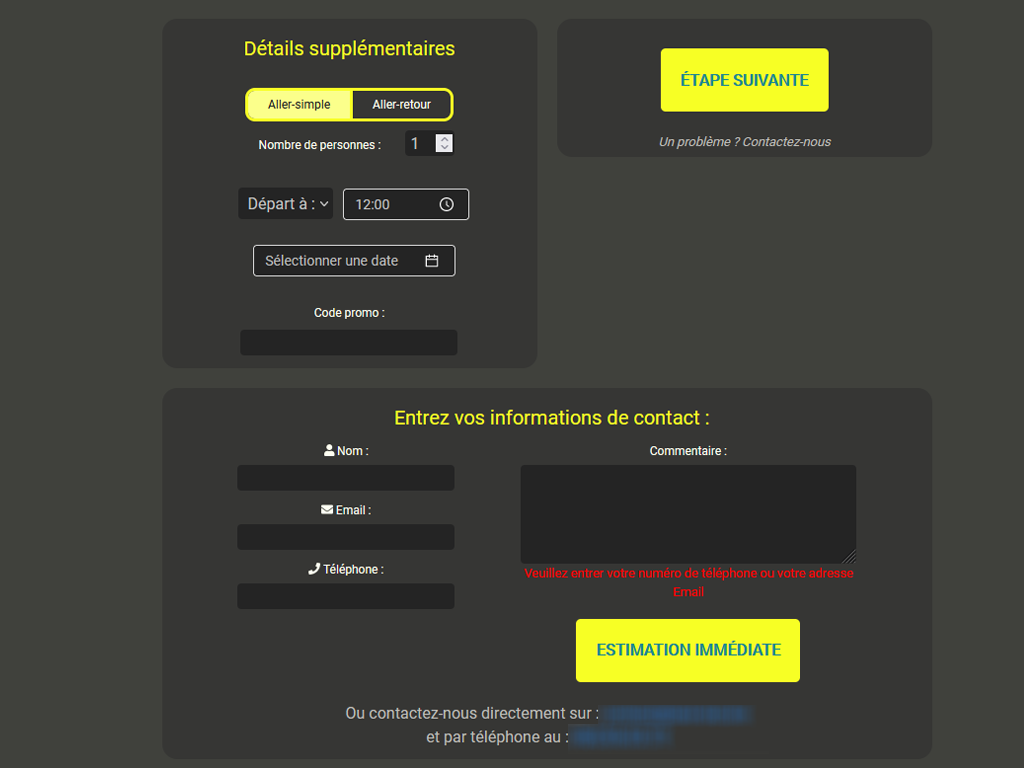 Détails supplémentaires
Aller-simple Aller-retour
Nombre de personnes : 1
Départ à : 12:00
Sélectionner une date
Code promo :
ÉTAPE SUIVANTE
Un problème ? Contactez-nous
Entrez vos informations de contact :
Nom :
Email :
Téléphone :
Commentaire :
Veuillez entrer votre numéro de téléphone ou votre adresse
Email
ESTIMATION IMMÉDIATE
Ou contactez-nous directement sur :
et par téléphone au :